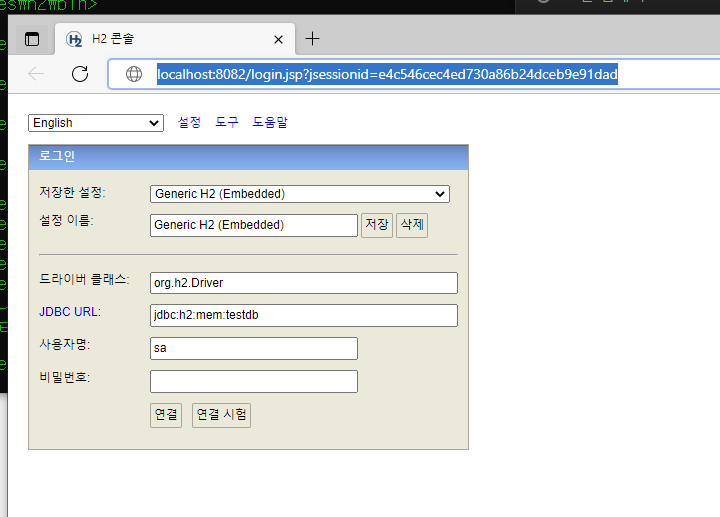 H2 콘솔
localhost:8082/login.jsp?jsessionid=e4c546cec4ed730a86b24dceb9e91dad
English 설정 도구 도움말
로그인
저장한 설정: Generic H2 (Embedded)
설정 이름: Generic H2 (Embedded) 저장 삭제
드라이버 클래스: org.h2.Driver
JDBC URL: jdbc:h2:mem:testdb
사용자명: sa
비밀번호:
연결 연결 시험